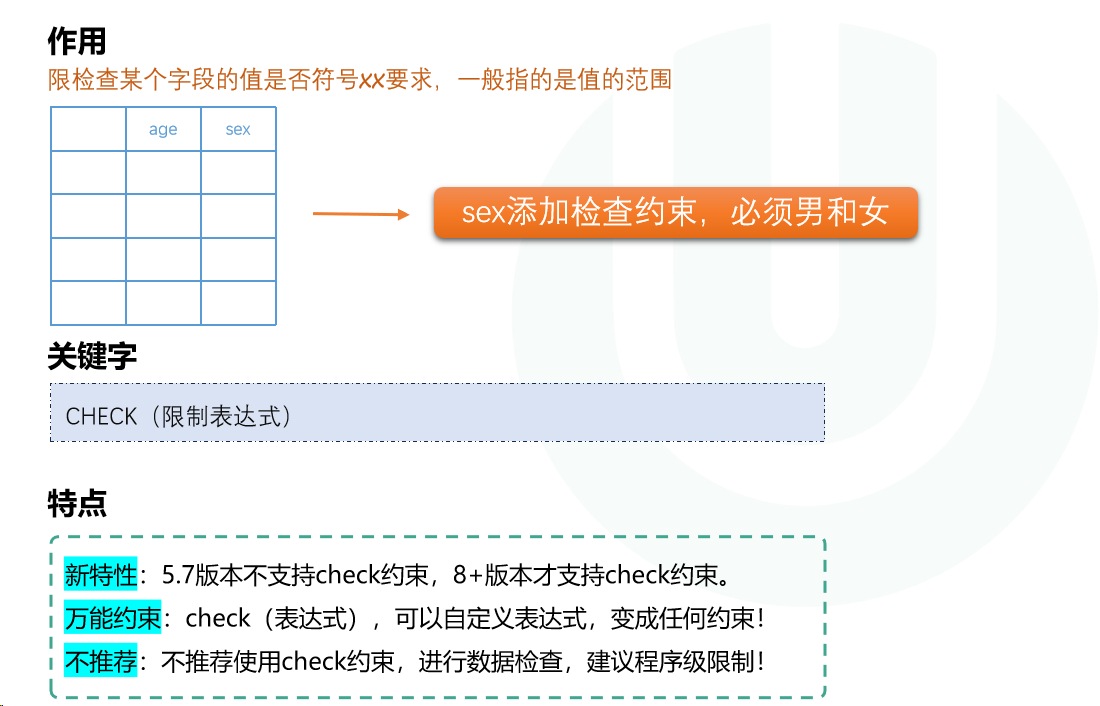 作用
限检查某个字段的值是否符号xx要求，一般指的是值的范围
age sex
sex添加检查约束，必须男和女
关键字
CHECK（限制表达式）
特点
新特性：5.7版本不支持check约束，8+版本才支持check约束。
万能约束：check（表达式），可以自定义表达式，变成任何约束！
不推荐：不推荐使用check约束，进行数据检查，建议程序级限制！